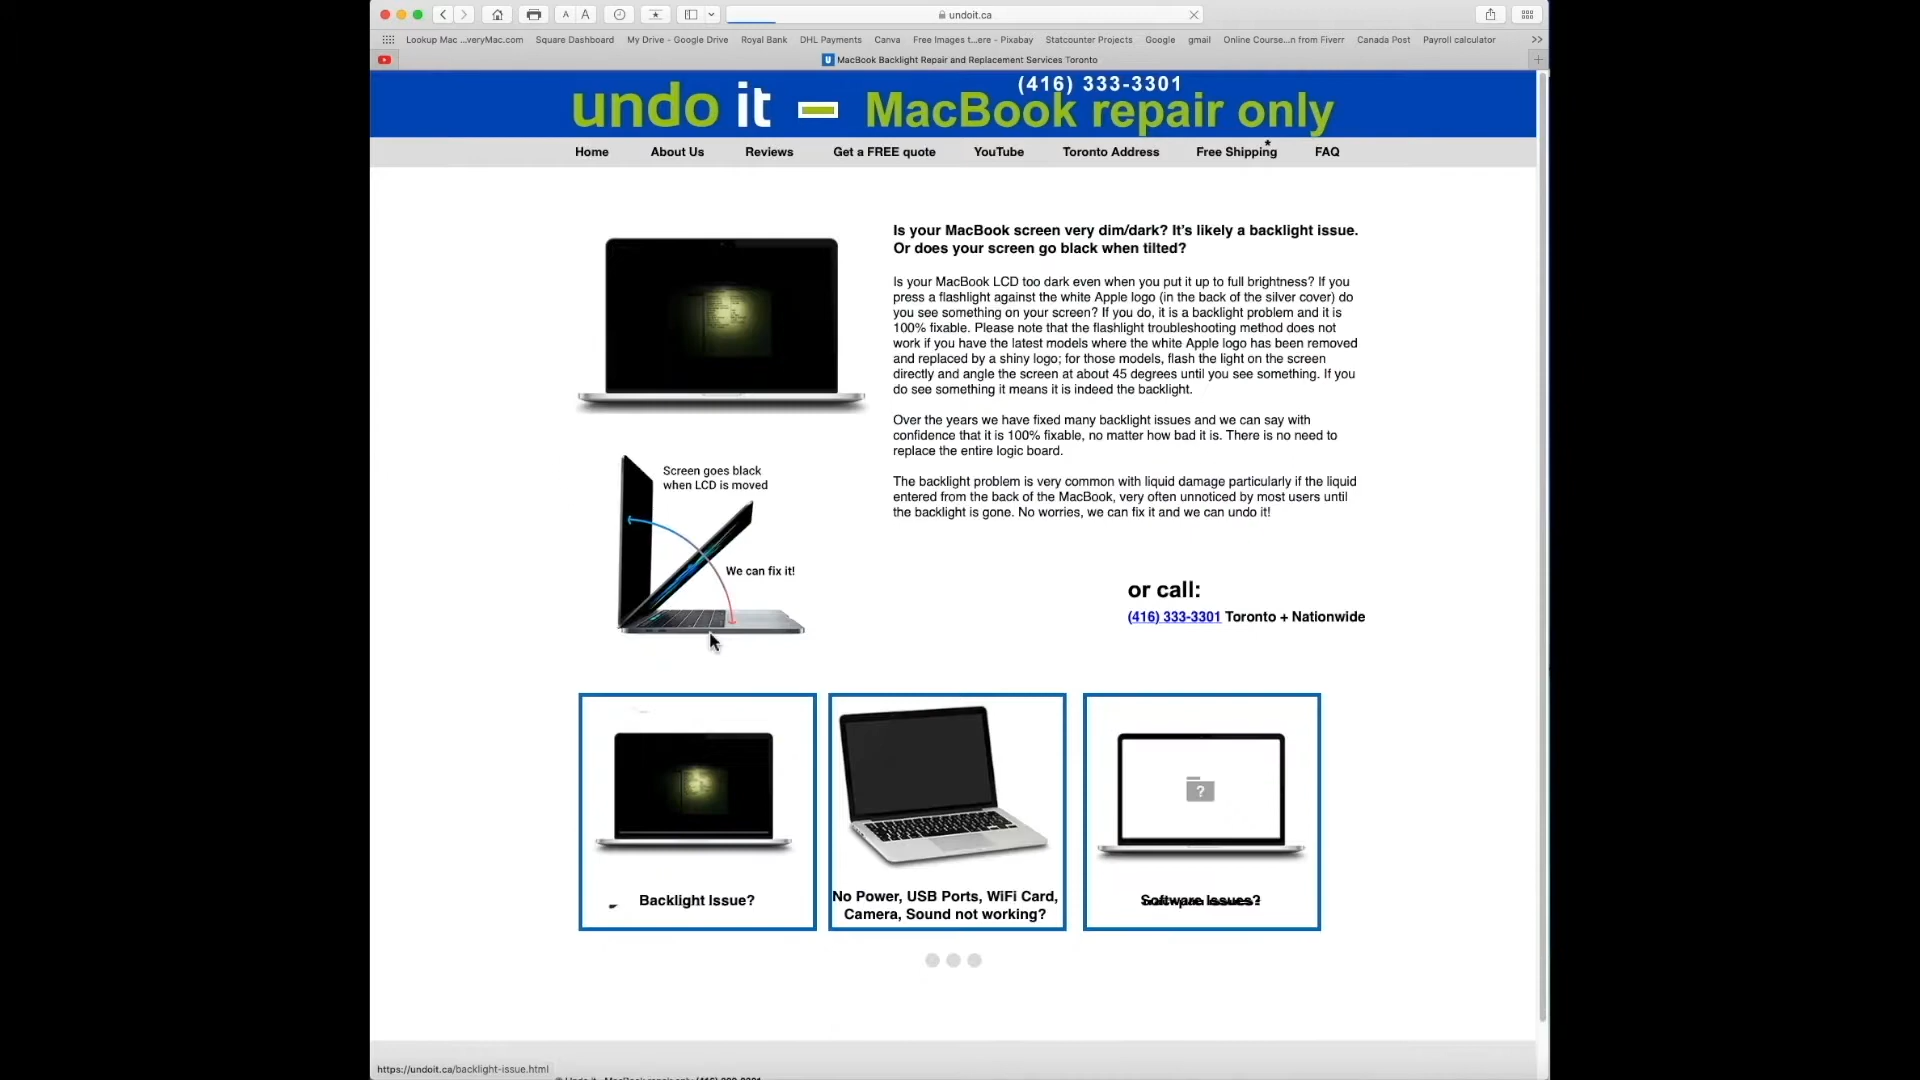 undoit.ca
Lookup Mac ...veryMac.com Square Dashboard My Drive - Google Drive Royal Bank DHL Payments Canva Free Images t...ere - Pixabay Statcounter Projects Google gmail Online Course...n from Fiverr Canada Post Payroll calculator
MacBook Backlight Repair and Replacement Services Toronto
(416) 333-3301
undo it - MacBook repair only
Home About Us Reviews Get a FREE quote YouTube Toronto Address Free Shipping* FAQ
Is your MacBook screen very dim/dark? It's likely a backlight issue.
Or does your screen go black when tilted?
Is your MacBook LCD too dark even when you put it up to full brightness? If you
press a flashlight against the white Apple logo (in the back of the silver cover) do
you see something on your screen? If you do, it is a backlight problem and it is
100% fixable. Please note that the flashlight troubleshooting method does not
work if you have the latest models where the white Apple logo has been removed
and replaced by a shiny logo; for those models, flash the light on the screen
directly and angle the screen at about 45 degrees until you see something. If you
do see something it means it is indeed the backlight.
Over the years we have fixed many backlight issues and we can say with
confidence that it is 100% fixable, no matter how bad it is. There is no need to
replace the entire logic board.
The backlight problem is very common with liquid damage particularly if the liquid
entered from the back of the MacBook, very often unnoticed by most users until
the backlight is gone. No worries, we can fix it and we can undo it!
Screen goes black
when LCD is moved
We can fix it!
or call:
(416) 333-3301 Toronto + Nationwide
Backlight Issue?
No Power, USB Ports, WiFi Card,
Camera, Sound not working?
?
Software Issues?
https://undoit.ca/backlight-issue.html